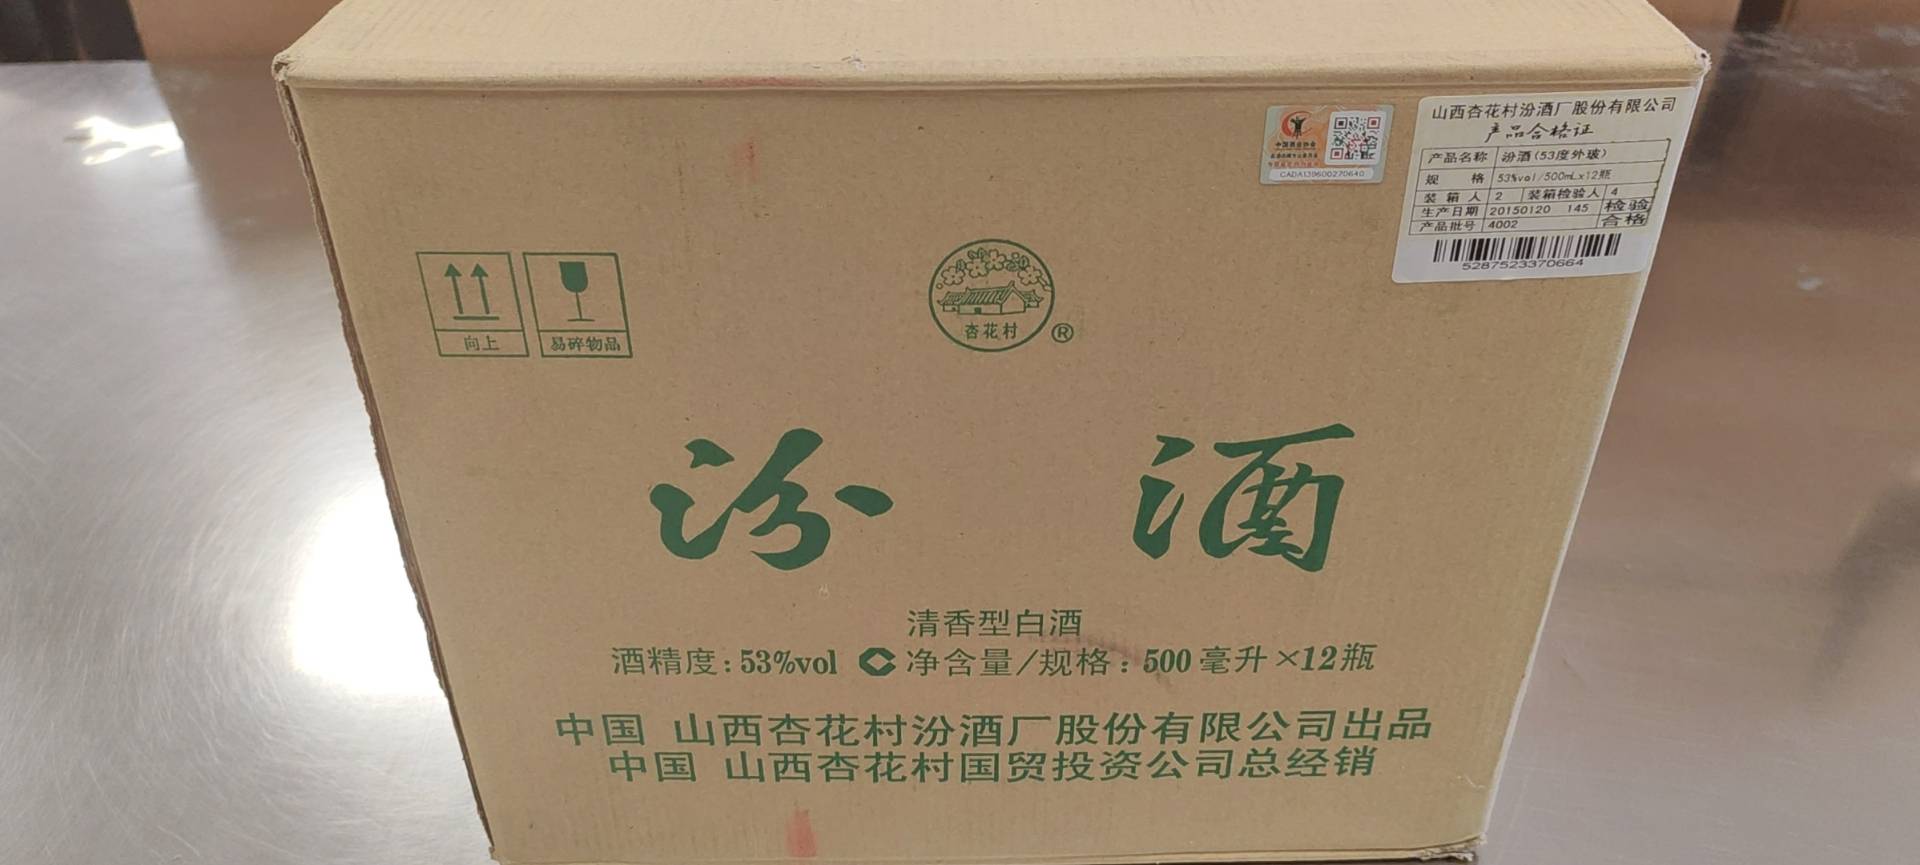 山西杏花村汾酒厂股份有限公司
产品合格证
产品名称 汾酒(53度外玻)
规格 53%vol/500mL×12瓶
装箱人 2 装箱检验人 4
生产日期 20150120 145 检验
产品批号 4002 合格
5287523370664
中国酒业协会
CADA139600270640
向上
易碎物品
杏花村
®
汾酒
清香型白酒
酒精度:53%vol 净含量/规格:500毫升×12瓶
中国 山西杏花村汾酒厂股份有限公司出品
中国 山西杏花村国贸投资公司总经销